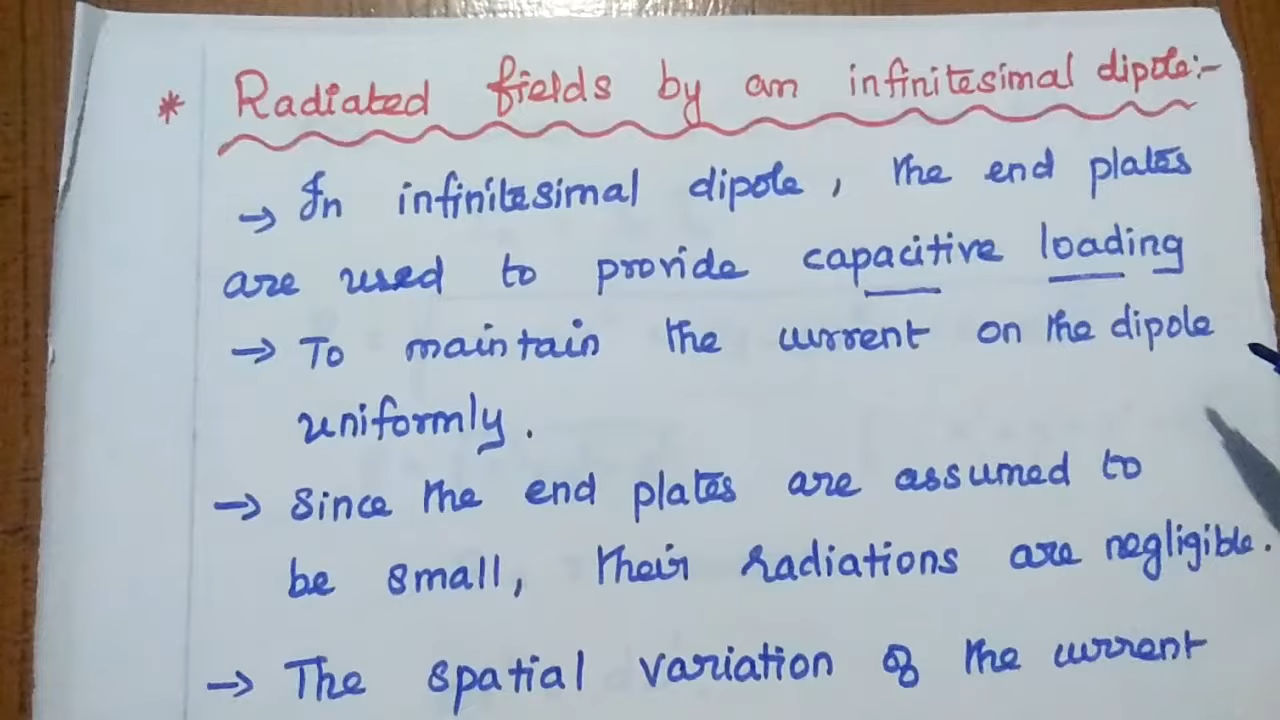 * Radiated fields by an infinitesimal dipole:-
→ In infinitesimal dipole, the end plates
are used to provide capacitive loading
→ To maintain the current on the dipole
uniformly.
→ Since the end plates are assumed to
be small, their radiations are negligible.
→ The spatial variation of the current